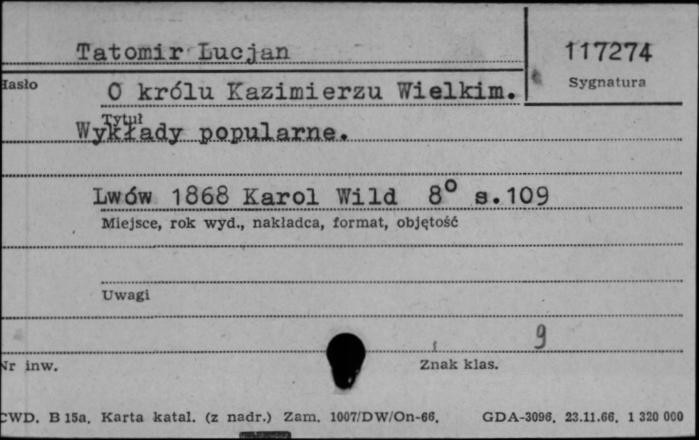 Tatomir Lucjan
117274
Hasło
Sygnatura
O królu Kazimierzu Wielkim.
Tytuł
Wykłady popularne.
Lwów 1868 Karol Wild 8° s.109
Miejsce, rok wyd., nakładca, format, objętość
Uwagi
9
Nr inw.
Znak klas.
CWD. B 15a. Karta katal. (z nadr.) Zam. 1007/DW/On-66. GDA-3096. 23.11.66. 1 320 000